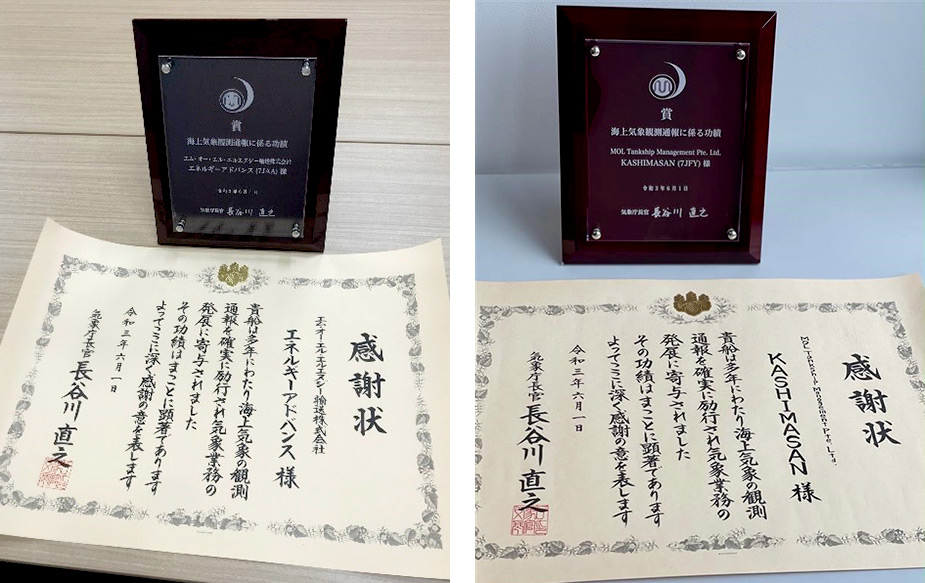 賞
海上気象観測通報に係る功績
エム・オー・エル・エルエヌジー輸送株式会社
エネルギーアドバンス (7JAA) 様
令和3年6月1日
気象庁長官 長谷川 直之
感謝状
エム・オー・エル・エルエヌジー輸送株式会社
エネルギーアドバンス 様
貴船は多年にわたり海上気象の観測
通報を確実に励行され気象業務の
発展に寄与されました
その功績はまことに顕著であります
よってここに深く感謝の意を表します
令和三年六月一日
気象庁長官 長谷川 直之
賞
海上気象観測通報に係る功績
MOL Tankship Management Pte. Ltd.
KASHIMASAN (7JFY) 様
令和3年6月1日
気象庁長官 長谷川 直之
感謝状
MOL Tankship Management Pte. Ltd.
KASHIMASAN 様
貴船は多年にわたり海上気象の観測
通報を確実に励行され気象業務の
発展に寄与されました
その功績はまことに顕著であります
よってここに深く感謝の意を表します
令和三年六月一日
気象庁長官 長谷川 直之